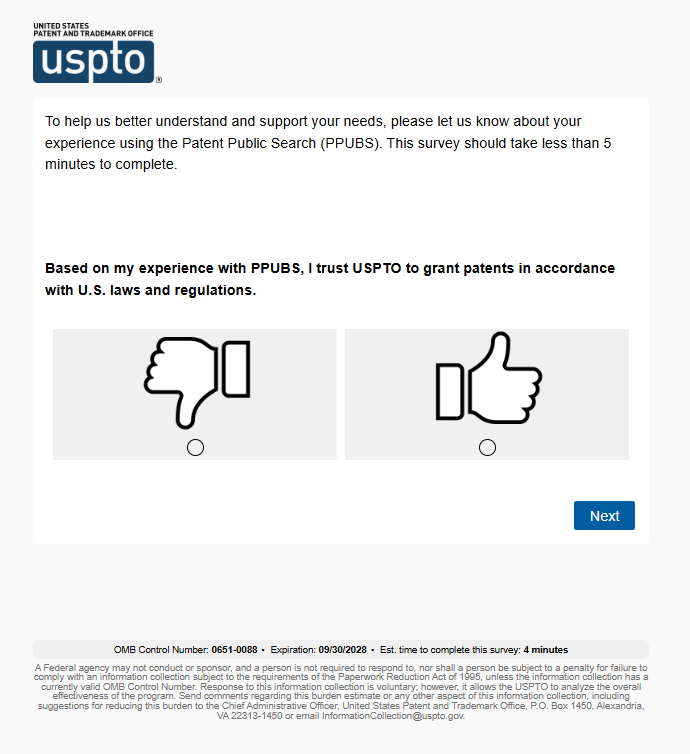 UNITED STATES
PATENT AND TRADEMARK OFFICE
uspto®
To help us better understand and support your needs, please let us know about your
experience using the Patent Public Search (PPUBS). This survey should take less than 5
minutes to complete.
Based on my experience with PPUBS, I trust USPTO to grant patents in accordance
with U.S. laws and regulations.
Next
OMB Control Number: 0651-0088 • Expiration: 09/30/2028 • Est. time to complete this survey: 4 minutes
A Federal agency may not conduct or sponsor, and a person is not required to respond to, nor shall a person be subject to a penalty for failure to
comply with an information collection subject to the requirements of the Paperwork Reduction Act of 1995, unless the information collection has a
currently valid OMB Control Number. Response to this information collection is voluntary; however, it allows the USPTO to analyze the overall
effectiveness of the program. Send comments regarding this burden estimate or any other aspect of this information collection, including
suggestions for reducing this burden to the Chief Administrative Officer, United States Patent and Trademark Office, P.O. Box 1450, Alexandria,
VA 22313-1450 or email InformationCollection@uspto.gov.